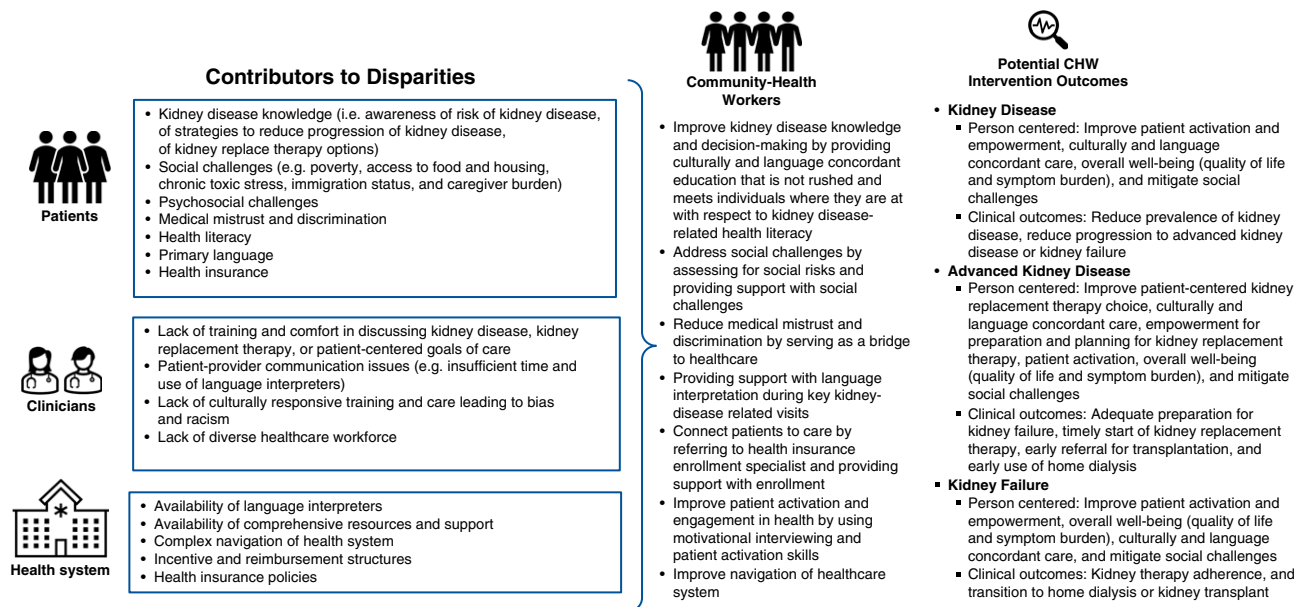 Contributors to Disparities
Patients
• Kidney disease knowledge (i.e. awareness of risk of kidney disease,
of strategies to reduce progression of kidney disease,
of kidney replace therapy options)
• Social challenges (e.g. poverty, access to food and housing,
chronic toxic stress, immigration status, and caregiver burden)
• Psychosocial challenges
• Medical mistrust and discrimination
• Health literacy
• Primary language
• Health insurance
Clinicians
• Lack of training and comfort in discussing kidney disease, kidney
replacement therapy, or patient-centered goals of care
• Patient-provider communication issues (e.g. insufficient time and
use of language interpreters)
• Lack of culturally responsive training and care leading to bias
and racism
• Lack of diverse healthcare workforce
Health system
• Availability of language interpreters
• Availability of comprehensive resources and support
• Complex navigation of health system
• Incentive and reimbursement structures
• Health insurance policies
Community-Health
Workers
• Improve kidney disease knowledge
and decision-making by providing
culturally and language concordant
education that is not rushed and
meets individuals where they are at
with respect to kidney disease-
related health literacy
• Address social challenges by
assessing for social risks and
providing support with social
challenges
• Reduce medical mistrust and
discrimination by serving as a bridge
to healthcare
• Providing support with language
interpretation during key kidney-
disease related visits
• Connect patients to care by
referring to health insurance
enrollment specialist and providing
support with enrollment
• Improve patient activation and
engagement in health by using
motivational interviewing and
patient activation skills
• Improve navigation of healthcare
system
Potential CHW
Intervention Outcomes
• Kidney Disease
▪ Person centered: Improve patient activation and
empowerment, culturally and language
concordant care, overall well-being (quality of life
and symptom burden), and mitigate social
challenges
▪ Clinical outcomes: Reduce prevalence of kidney
disease, reduce progression to advanced kidney
disease or kidney failure
• Advanced Kidney Disease
▪ Person centered: Improve patient-centered kidney
replacement therapy choice, culturally and
language concordant care, empowerment for
preparation and planning for kidney replacement
therapy, patient activation, overall well-being
(quality of life and symptom burden), and mitigate
social challenges
▪ Clinical outcomes: Adequate preparation for
kidney failure, timely start of kidney replacement
therapy, early referral for transplantation, and
early use of home dialysis
▪ Kidney Failure
▪ Person centered: Improve patient activation and
empowerment, overall well-being (quality of life
and symptom burden), culturally and language
concordant care, and mitigate social challenges
▪ Clinical outcomes: Kidney therapy adherence, and
transition to home dialysis or kidney transplant